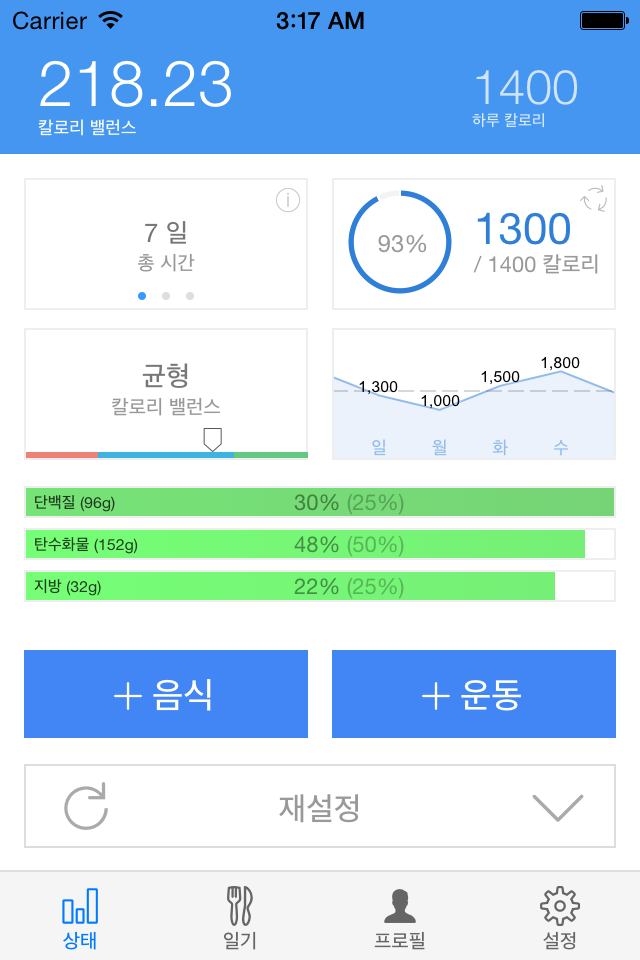 Carrier 3:17 AM
218.23 1400
칼로리 밸런스 하루 칼로리
7 일
총 시간
93%
1300
/ 1400 칼로리
균형
칼로리 밸런스
1,300 1,000 1,500 1,800
일 월 화 수
단백질 (96g) 30% (25%)
탄수화물 (152g) 48% (50%)
지방 (32g) 22% (25%)
+ 음식 + 운동
재설정
상태 일기 프로필 설정